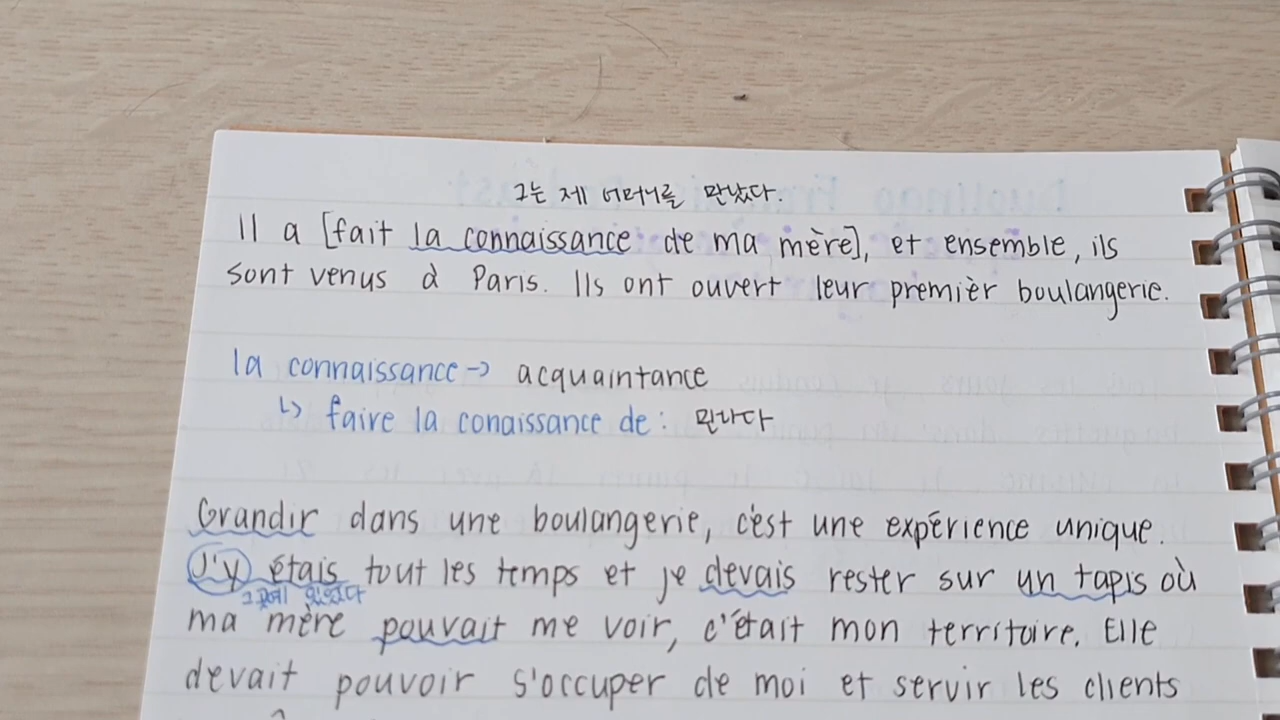 그는 제 어머니를 만났다.
Il a [fait la connaissance de ma mère], et ensemble, ils
sont venus à Paris. Ils ont ouvert leur premièr boulangerie.
la connaissance -> acquaintance
↳ faire la conaissance de : 만나다
Grandir dans une boulangerie, c'est une expérience unique.
J'y étais tout les temps et je devais rester sur un tapis où
그곳에 있었다
ma mère pouvait me voir, c'était mon territoire. Elle
devait pouvoir s'occuper de moi et servir les clients